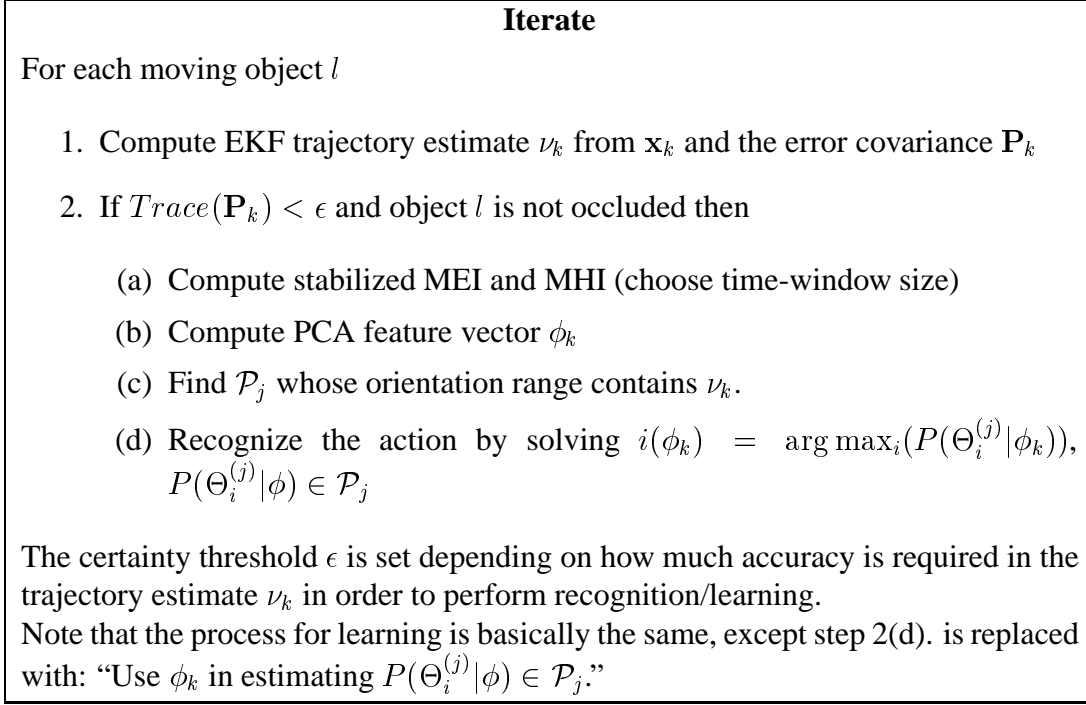 Iterate
For each moving object l
1. Compute EKF trajectory estimate ν_k from x_k and the error covariance P_k
2. If Trace(P_k) < ϵ and object l is not occluded then
(a) Compute stabilized MEI and MHI (choose time-window size)
(b) Compute PCA feature vector ϕ_k
(c) Find 𝒫_j whose orientation range contains ν_k.
(d) Recognize the action by solving i(ϕ_k) = arg max_i(P(Θ_i^(j)|ϕ_k)),
P(Θ_i^(j)|ϕ) ∈ 𝒫_j
The certainty threshold ϵ is set depending on how much accuracy is required in the
trajectory estimate ν_k in order to perform recognition/learning.
Note that the process for learning is basically the same, except step 2(d). is replaced
with: “Use ϕ_k in estimating P(Θ_i^(j)|ϕ) ∈ 𝒫_j.”